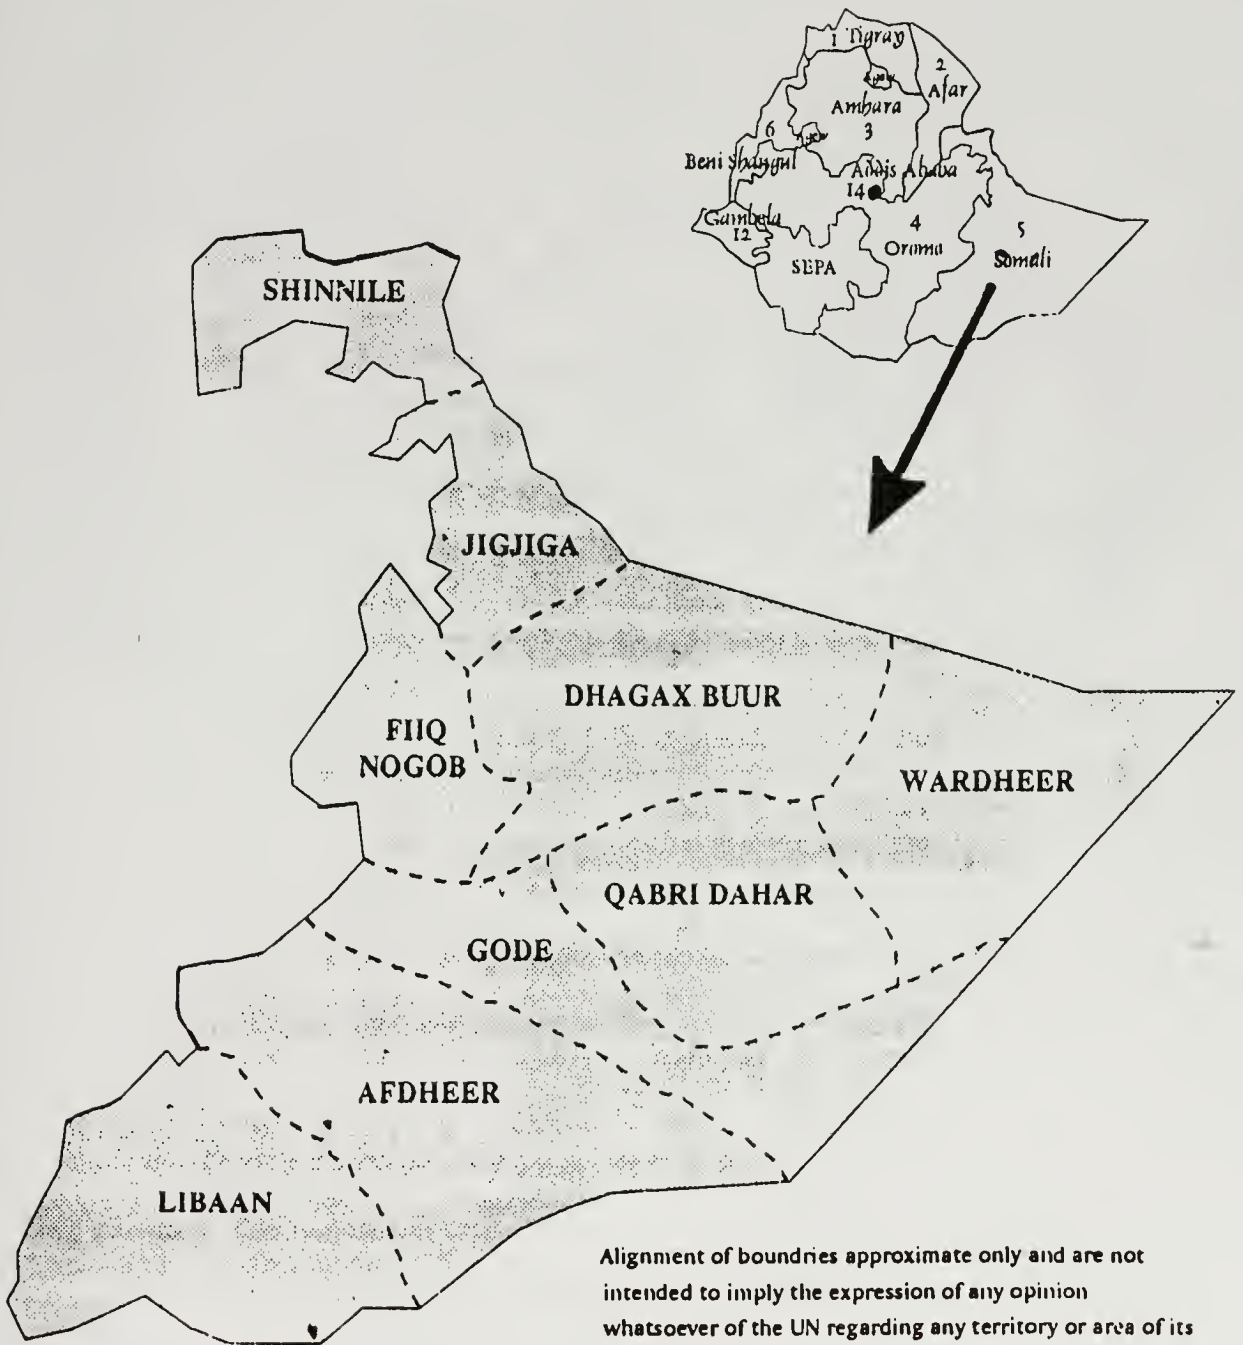 1 Tigray
2
Afar
Agew
Amhara
3
6
Agew
Beni Shangul
Addis Ababa
14
Gambela
12
4
Oromo
5
Somali
SEPA
SHINNILE
JIGJIGA
DHAGAX BUUR
FIIQ
NOGOB
WARDHEER
QABRI DAHAR
GODE
AFDHEER
LIBAAN
Alignment of boundries approximate only and are not
intended to imply the expression of any opinion
whatsoever of the UN regarding any territory or area of its